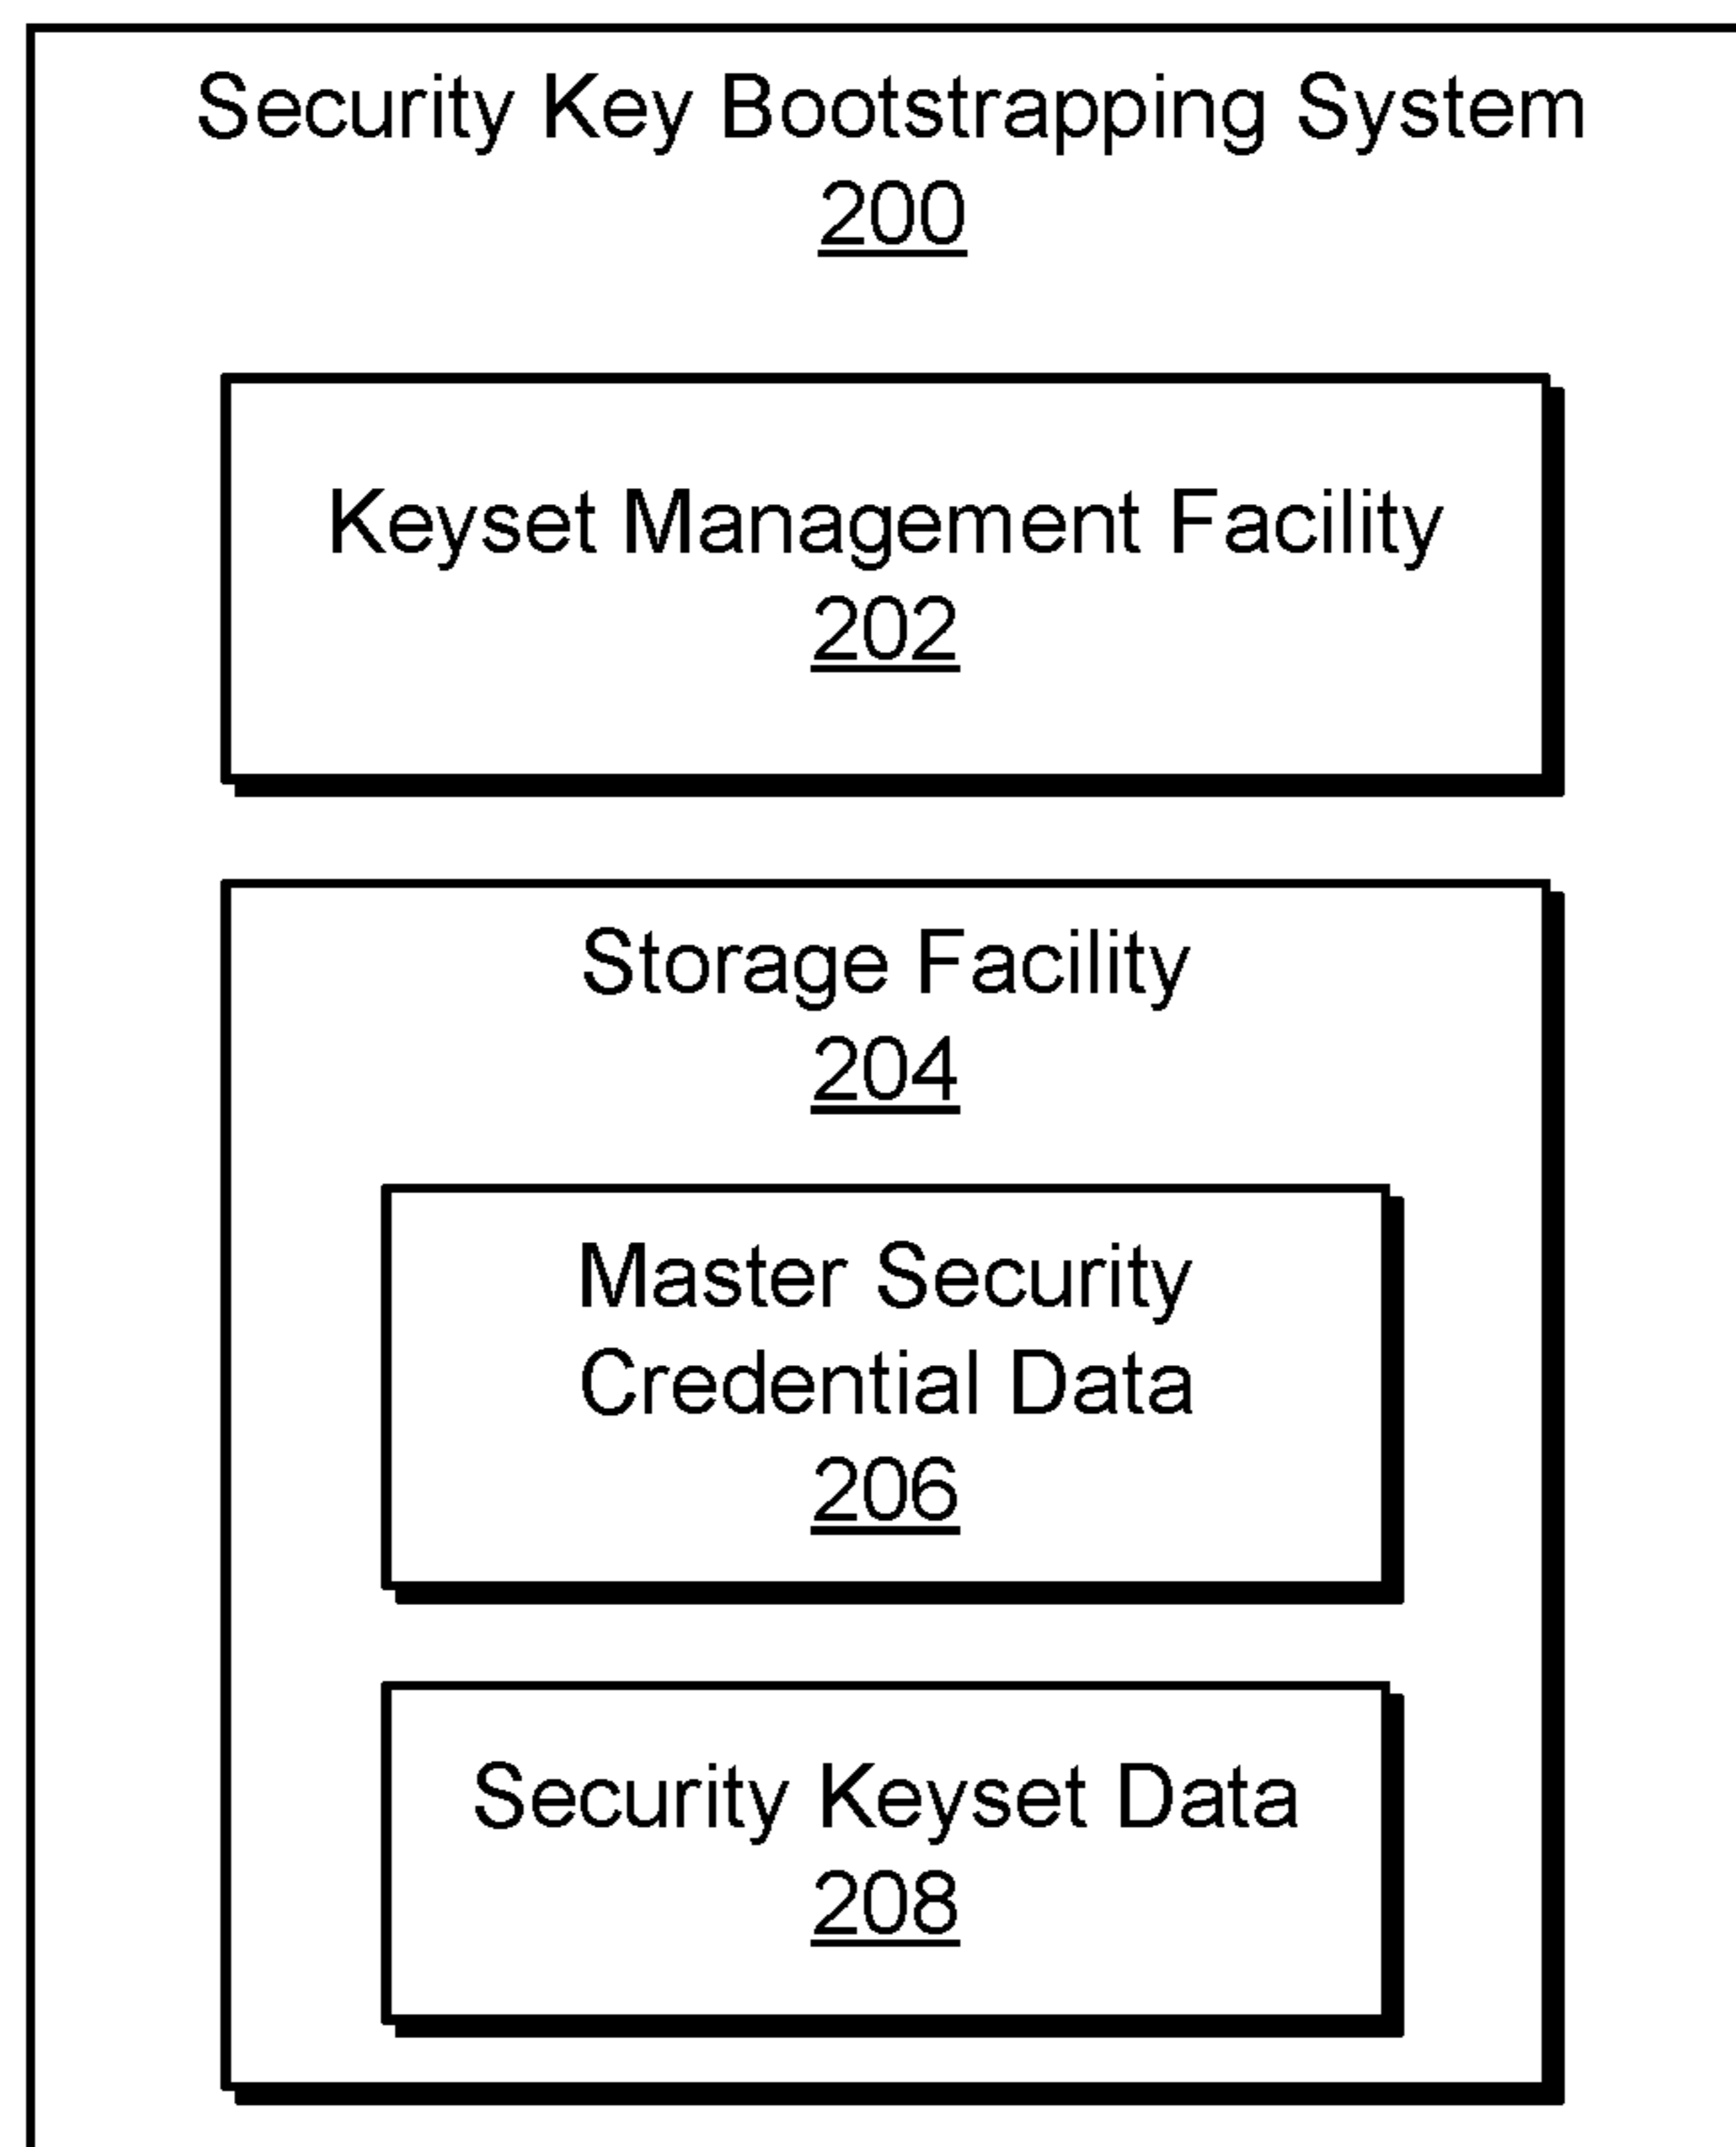 Security Key Bootstrapping System
200
Keyset Management Facility
202
Storage Facility
204
Master Security
Credential Data
206
Security Keyset Data
208